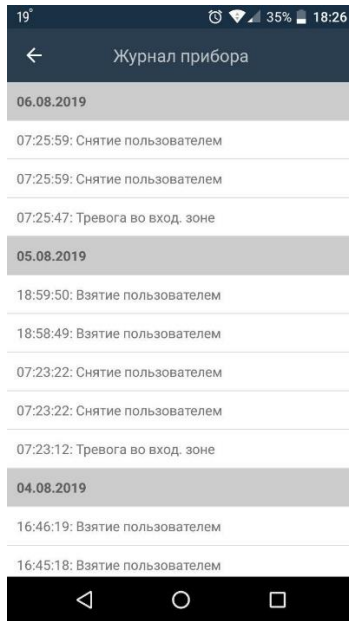 19°
35% 18:26
Журнал прибора
06.08.2019
07:25:59: Снятие пользователем
07:25:59: Снятие пользователем
07:25:47: Тревога во вход. зоне
05.08.2019
18:59:50: Взятие пользователем
18:58:49: Взятие пользователем
07:23:22: Снятие пользователем
07:23:22: Снятие пользователем
07:23:12: Тревога во вход. зоне
04.08.2019
16:46:19: Взятие пользователем
16:45:18: Взятие пользователем